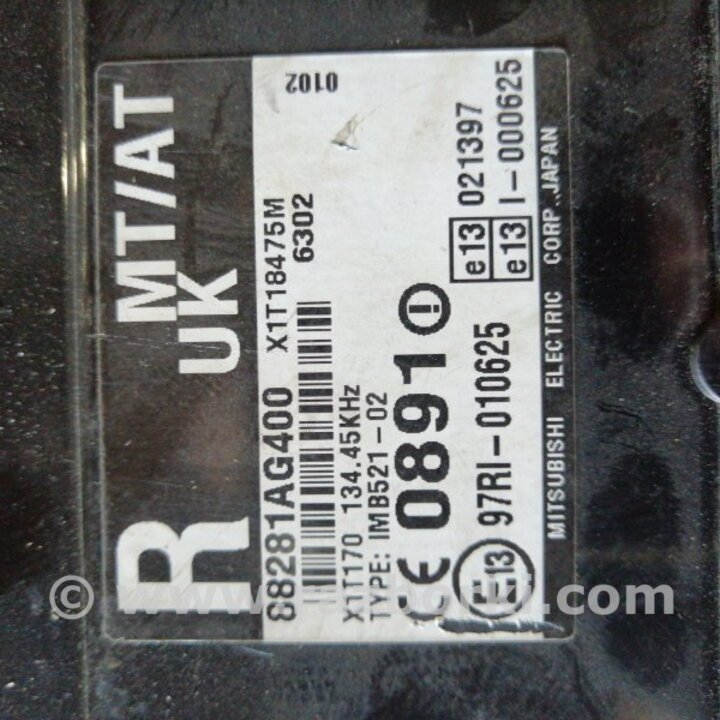 R MT/AT
UK
0102
88281AG400 X1T18475M
6302
X1T170 134.45KHz
TYPE: IMB521-02
CE 0891
e13 021397
e13 I-000625
E13 97RI-010625
MITSUBISHI ELECTRIC CORP., JAPAN